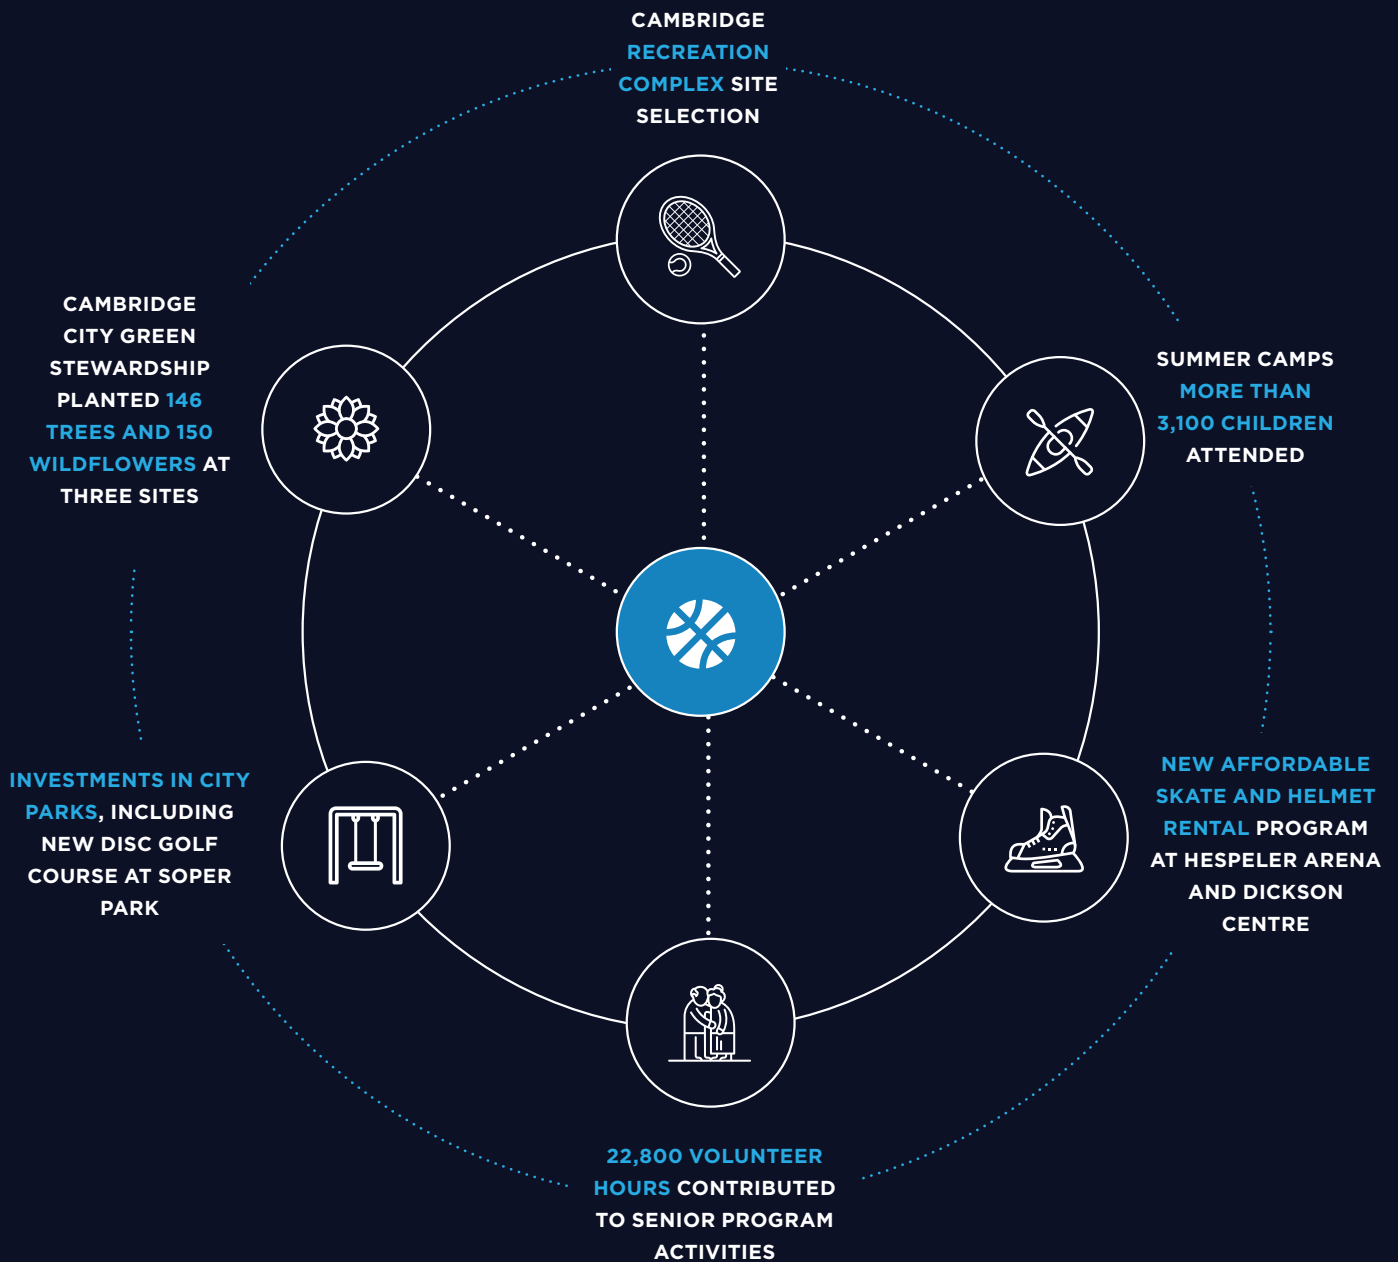 CAMBRIDGE
RECREATION
COMPLEX SITE
SELECTION
SUMMER CAMPS
MORE THAN
3,100 CHILDREN
ATTENDED
NEW AFFORDABLE
SKATE AND HELMET
RENTAL PROGRAM
AT HESPELER ARENA
AND DICKSON
CENTRE
22,800 VOLUNTEER
HOURS CONTRIBUTED
TO SENIOR PROGRAM
ACTIVITIES
INVESTMENTS IN CITY
PARKS, INCLUDING
NEW DISC GOLF
COURSE AT SOPER
PARK
CAMBRIDGE
CITY GREEN
STEWARDSHIP
PLANTED 146
TREES AND 150
WILDFLOWERS AT
THREE SITES